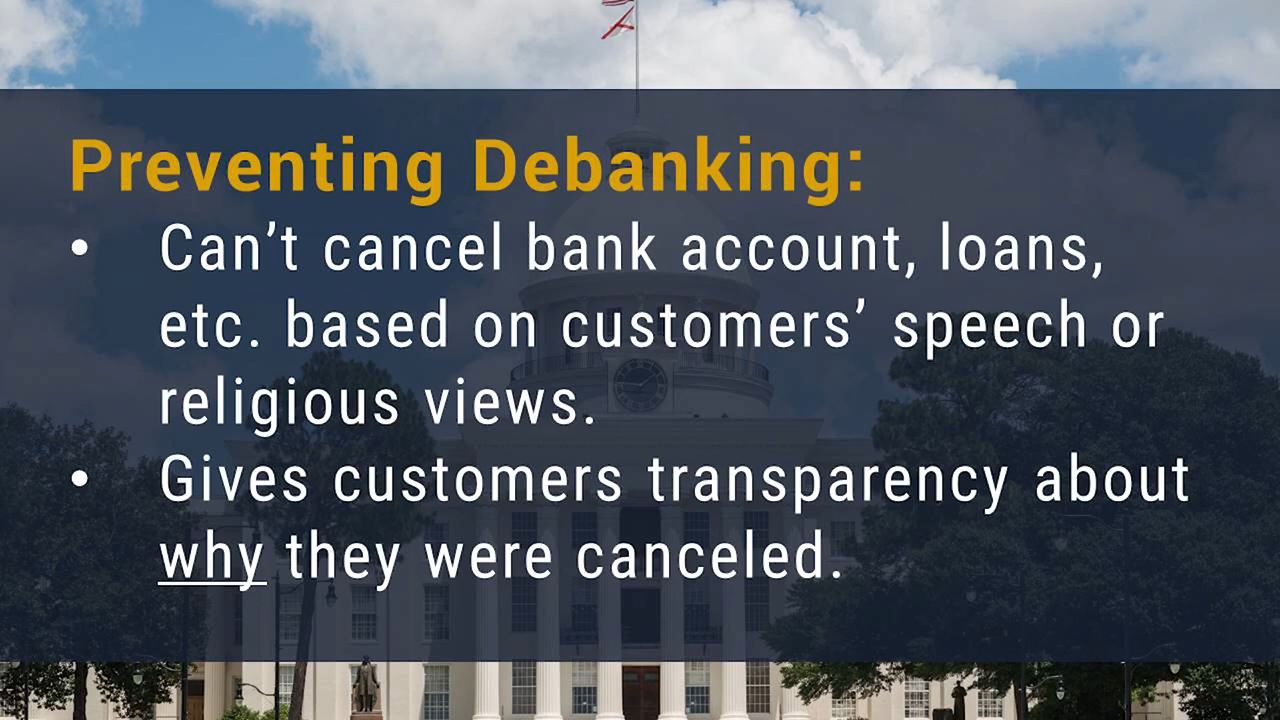 Preventing Debanking:
• Can’t cancel bank account, loans,
etc. based on customers’ speech or
religious views.
• Gives customers transparency about
why they were canceled.